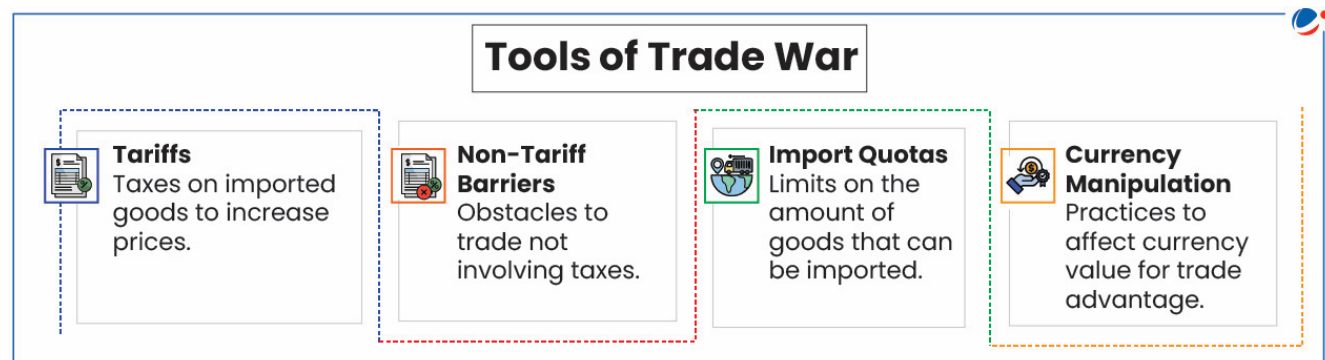 Tools of Trade War
Tariffs
Taxes on imported
goods to increase
prices.
Non-Tariff
Barriers
Obstacles to
trade not
involving taxes.
Import Quotas
Limits on the
amount of
goods that can
be imported.
Currency
Manipulation
Practices to
affect currency
value for trade
advantage.